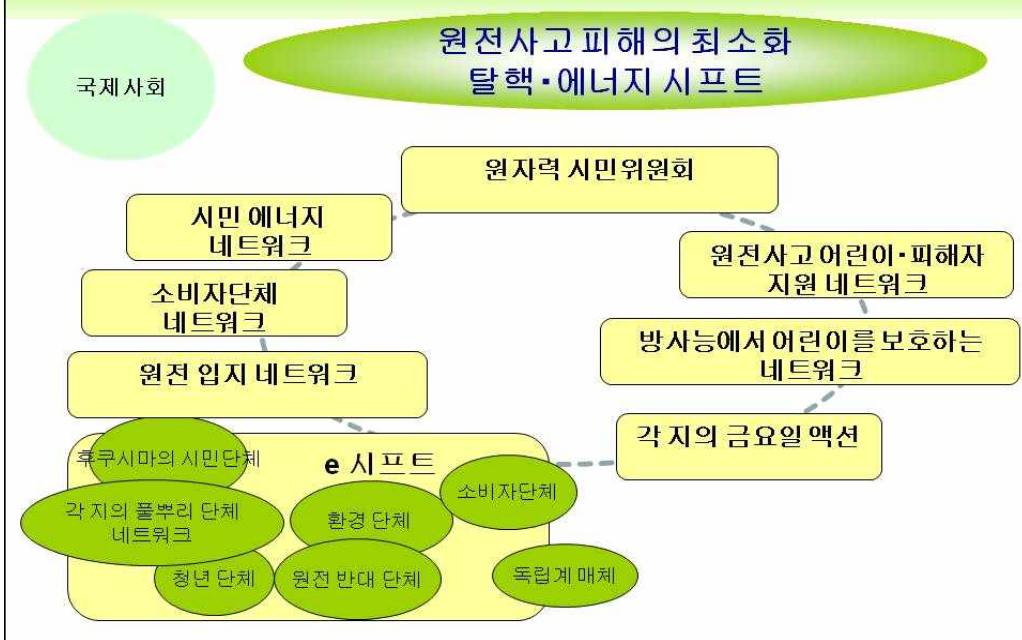 국제사회
원전사고 피해의 최소화
탈핵·에너지 시프트
원자력 시민위원회
시민 에너지
네트워크
원전사고 어린이·피해자
지원 네트워크
소비자단체
네트워크
방사능에서 어린이를 보호하는
네트워크
원전 입지 네트워크
각 지의 금요일 액션
e 시프트
후쿠시마의 시민단체
소비자단체
각 지의 풀뿌리 단체
네트워크
환경 단체
청년 단체
원전 반대 단체
독립계 매체